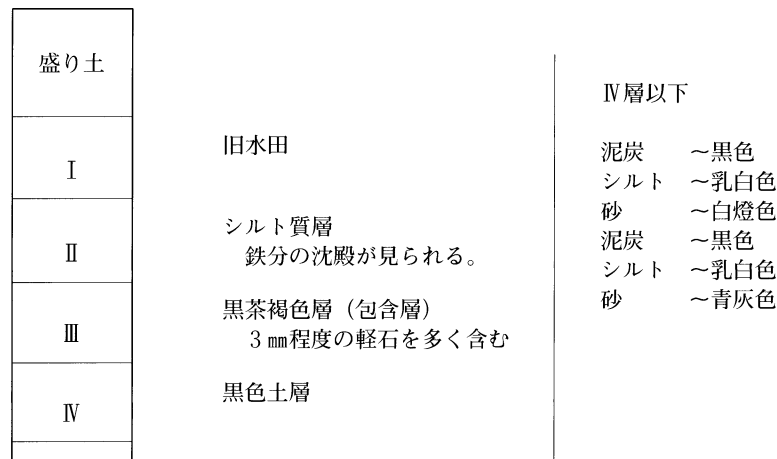 盛り土
Ⅰ
Ⅱ
Ⅲ
Ⅳ
旧水田
シルト質層
鉄分の沈殿が見られる。
黒茶褐色層（包含層）
３㎜程度の軽石を多く含む
黒色土層
Ⅳ層以下
泥炭　～黒色
シルト　～乳白色
砂　～白燈色
泥炭　～黒色
シルト　～乳白色
砂　～青灰色